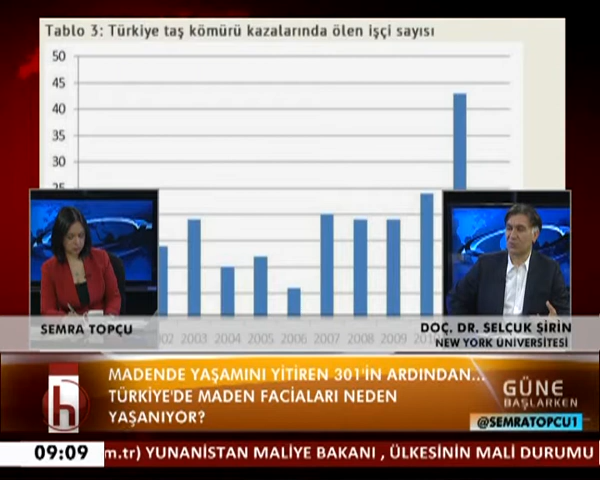 Tablo 3: Türkiye taş kömürü kazalarında ölen işçi sayısı
50
45
40
35
30
25
2003 2004 2005 2006 2007 2008 2009
SEMRA TOPÇU
DOÇ. DR. SELÇUK ŞİRİN
NEW YORK ÜNİVERSİTESİ
MADENDE YAŞAMINI YİTİREN 301'İN ARDINDAN...
TÜRKİYE'DE MADEN FACİALARI NEDEN
YAŞANIYOR?
h
GÜNE
BAŞLARKEN
@SEMRATOPCU1
09:09 m.tr) YUNANİSTAN MALİYE BAKANI , ÜLKESİNİN MALİ DURUMU